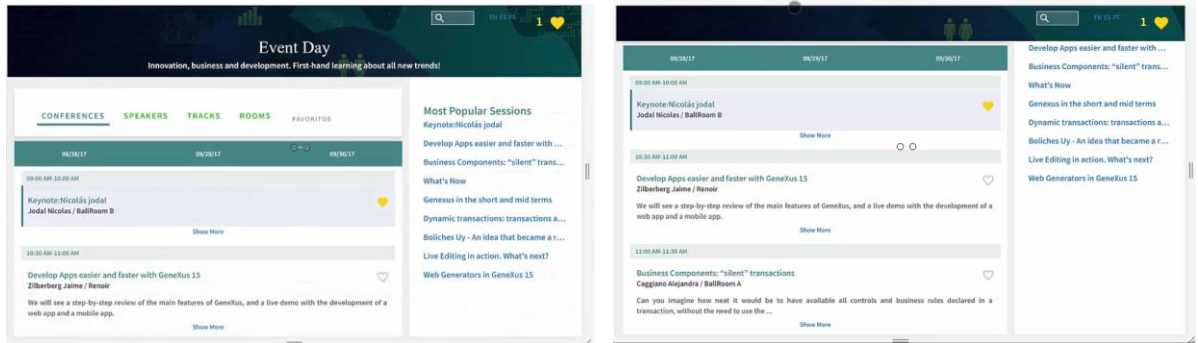 EN ES PT
1
Event Day
Innovation, business and development. First-hand learning about all new trends!
CONFERENCES SPEAKERS TRACKS ROOMS FAVORITOS
09/28/17 09/29/17 09/30/17
09:00 AM-10:00 AM
Keynote:Nicolás jodal
Jodal Nicolas / BallRoom B
Show More
10:30 AM-11:00 AM
Develop Apps easier and faster with GeneXus 15
Zilberberg Jaime / Renoir
We will see a step-by-step review of the main features of GeneXus, and a live demo with the development of a
web app and a mobile app.
Show More
Most Popular Sessions
Keynote:Nicolás jodal
Develop Apps easier and faster with ...
Business Components: “silent” trans...
What's Now
Genexus in the short and mid terms
Dynamic transactions: transactions a...
Boliches Uy - An idea that became a r...
Live Editing in action. What's next?
Web Generators in GeneXus 15
EN ES PT
1
09/28/17 09/29/17 09/30/17
09:00 AM-10:00 AM
Keynote:Nicolás jodal
Jodal Nicolas / BallRoom B
Show More
10:30 AM-11:00 AM
Develop Apps easier and faster with GeneXus 15
Zilberberg Jaime / Renoir
We will see a step-by-step review of the main features of GeneXus, and a live demo with the development of a
web app and a mobile app.
Show More
11:00 AM-11:30 AM
Business Components: “silent” transactions
Caggiano Alejandra / BallRoom A
Can you imagine how neat it would be to have available all controls and business rules declared in a
transaction, without the need to use the ...
Show More
Develop Apps easier and faster with ...
Business Components: “silent” trans...
What's Now
Genexus in the short and mid terms
Dynamic transactions: transactions a...
Boliches Uy - An idea that became a r...
Live Editing in action. What's next?
Web Generators in GeneXus 15